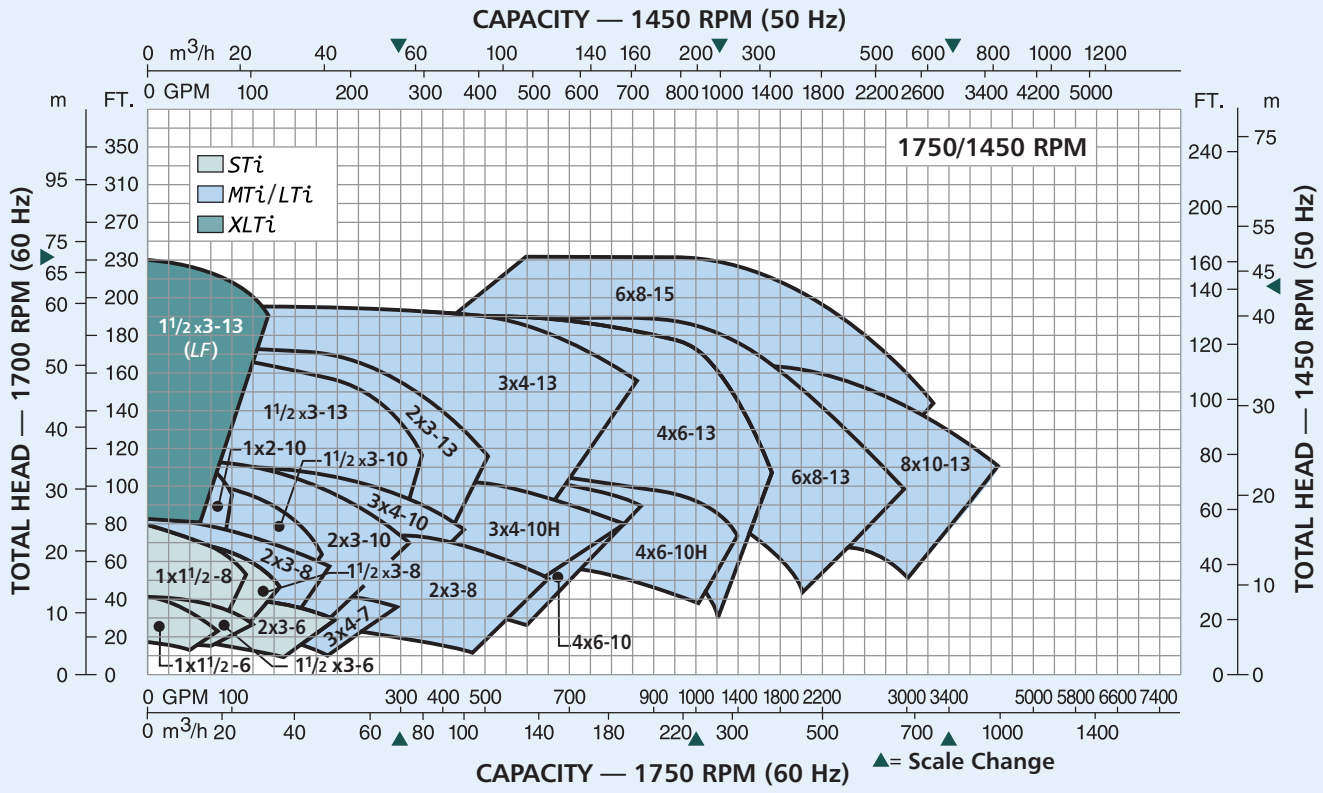 CAPACITY — 1450 RPM (50 Hz)
0 m³/h 20 40 60 100 140 160 200 300 500 600 800 1000 1200
0 GPM 100 200 300 400 500 600 700 800 1000 1400 1800 2200 2600 3400 4200 5000
m FT. FT. m
1750/1450 RPM
STi
MTi/LTi
XLTi
TOTAL HEAD — 1700 RPM (60 Hz)
95
75
65
60
50
40
30
20
10
0
350
310
270
230
200
180
160
140
120
100
80
60
40
20
0
240
200
160
140
120
100
80
60
40
20
0
75
55
45
40
30
20
10
0
TOTAL HEAD — 1450 RPM (50 Hz)
6x8-15
1½ x3-13
(LF)
3x4-13
1½ x3-13
2x3-13
4x6-13
6x8-13
8x10-13
1x2-10
1½ x3-10
3x4-10
2x3-10
3x4-10H
4x6-10H
2x3-8
1x1½-8
1½ x3-8
2x3-8
2x3-6
3x4-7
4x6-10
1x1½-6
1½ x3-6
0 GPM 100 300 400 500 700 900 1000 1400 1800 2200 3000 3400 5000 5800 6600 7400
0 m³/h 20 40 60 80 100 140 180 220 300 500 700 1000 1400
▲= Scale Change
CAPACITY — 1750 RPM (60 Hz)